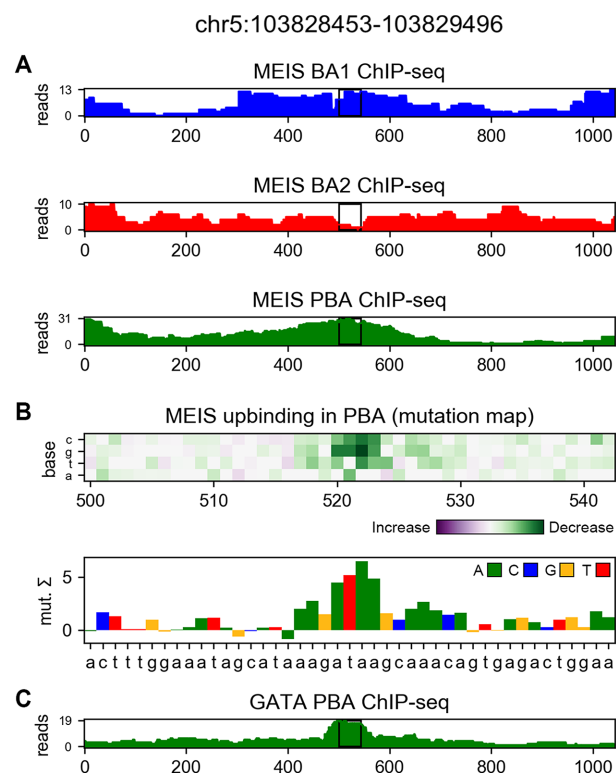 chr5:103828453-103829496
A
MEIS BA1 ChIP-seq
reads
13
0
0 200 400 600 800 1000
MEIS BA2 ChIP-seq
reads
10
0
0 200 400 600 800 1000
MEIS PBA ChIP-seq
reads
31
0
0 200 400 600 800 1000
B
MEIS upbinding in PBA (mutation map)
base
c
g
t
a
500 510 520 530 540
Increase Decrease
mut. Σ
5
0
A C G T
a c t t t g g a a a t a g c a t a a a g a t a a g c a a a c a g t g a g a c t g g a a
C
GATA PBA ChIP-seq
reads
19
0
0 200 400 600 800 1000